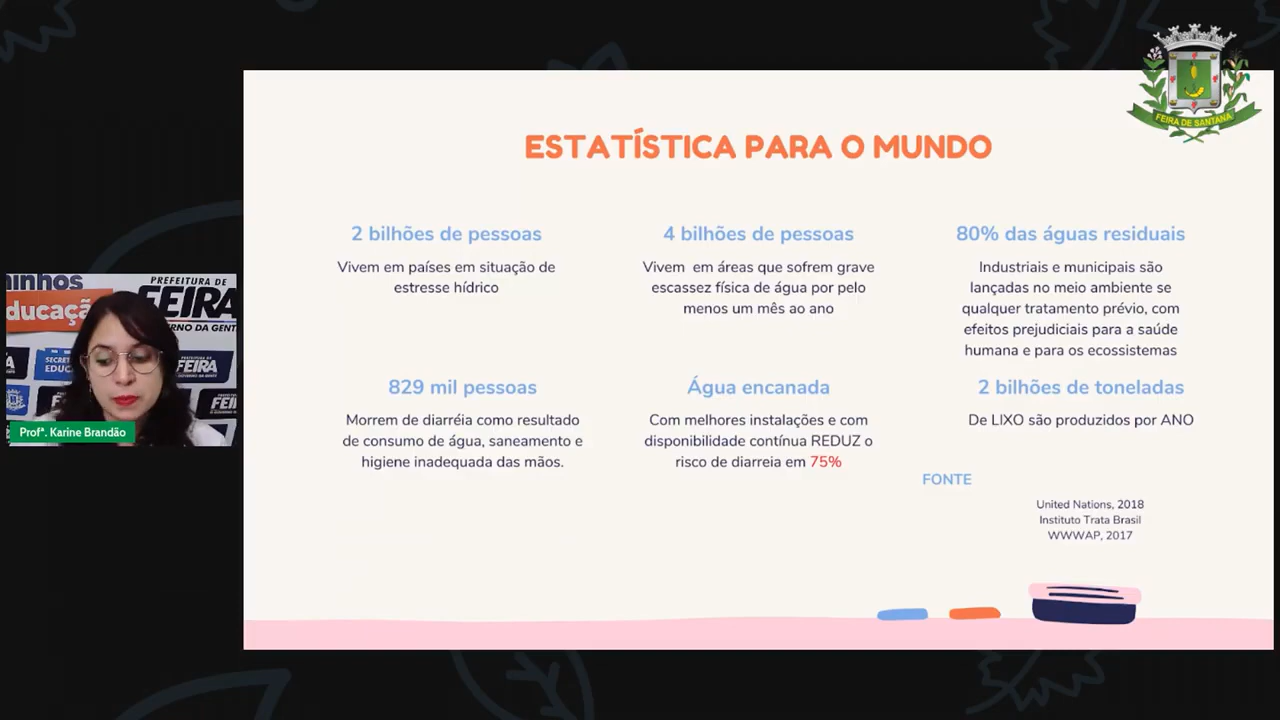 FEIRA DE SANTANA
ESTATÍSTICA PARA O MUNDO
2 bilhões de pessoas
Vivem em países em situação de
estresse hídrico
4 bilhões de pessoas
Vivem em áreas que sofrem grave
escassez física de água por pelo
menos um mês ao ano
80% das águas residuais
Industriais e municipais são
lançadas no meio ambiente se
qualquer tratamento prévio, com
efeitos prejudiciais para a saúde
humana e para os ecossistemas
829 mil pessoas
Morrem de diarréia como resultado
de consumo de água, saneamento e
higiene inadequada das mãos.
Água encanada
Com melhores instalações e com
disponibilidade contínua REDUZ o
risco de diarreia em 75%
2 bilhões de toneladas
De LIXO são produzidos por ANO
FONTE
United Nations, 2018
Instituto Trata Brasil
WWWAP, 2017
PREFEITURA DE
FEIRA
FEIRA
Profª. Karine Brandão